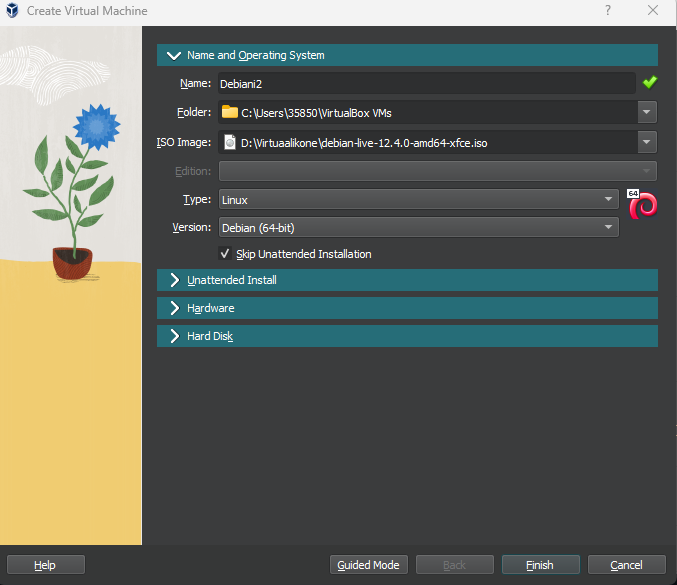 Create Virtual Machine
Name and Operating System
Name: Debiani2
Folder: C:\Users\35850\VirtualBox VMs
ISO Image: D:\Virtuaalikone\debian-live-12.4.0-amd64-xfce.iso
Edition:
Type: Linux
64
Version: Debian (64-bit)
Skip Unattended Installation
Unattended Install
Hardware
Hard Disk
Help Guided Mode Back Finish Cancel